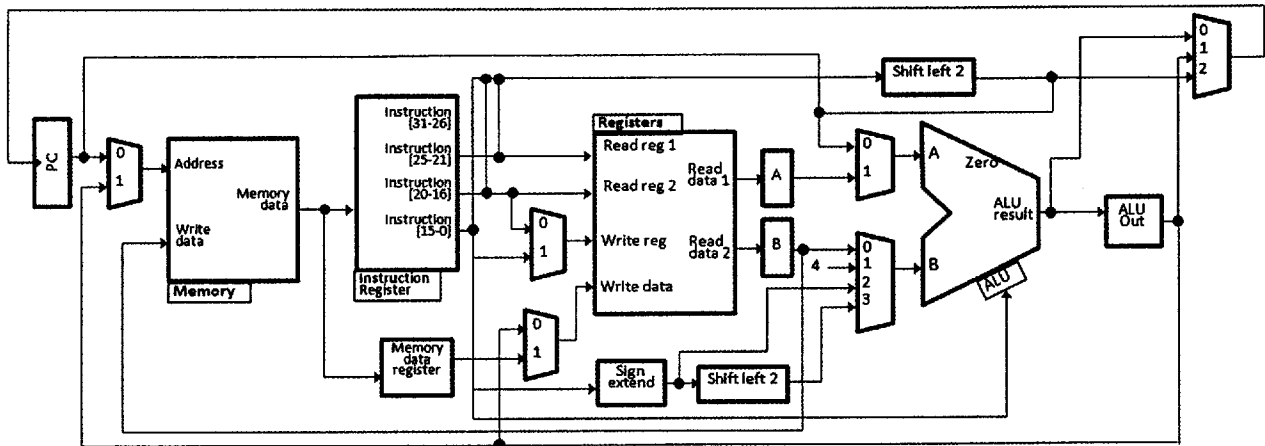 0
1
2
Shift left 2
PC
0
1
Address
Memory
data
Write
data
Memory
Instruction
[31-26]
Instruction
[25-21]
Instruction
[20-16]
Instruction
[15-0]
Instruction
Register
Registers
Read reg 1
Read reg 2
Write reg
Write data
Read
data 1
Read
data 2
0
1
0
1
Memory
data
register
A
B
0
1
4
0
1
2
3
A
B
Zero
ALU
result
ALU
ALU
Out
Sign
extend
Shift left 2